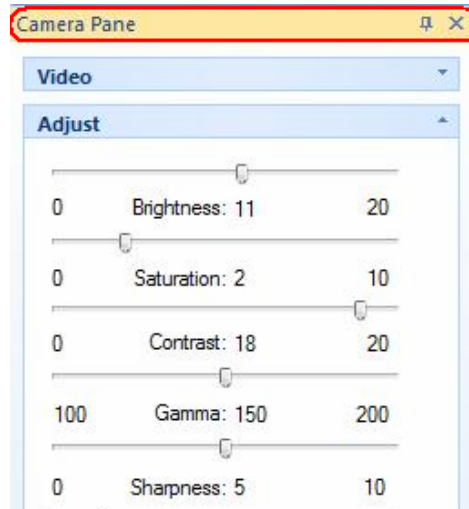 Camera Pane
Video
Adjust
0 Brightness: 11 20
0 Saturation: 2 10
0 Contrast: 18 20
100 Gamma: 150 200
0 Sharpness: 5 10